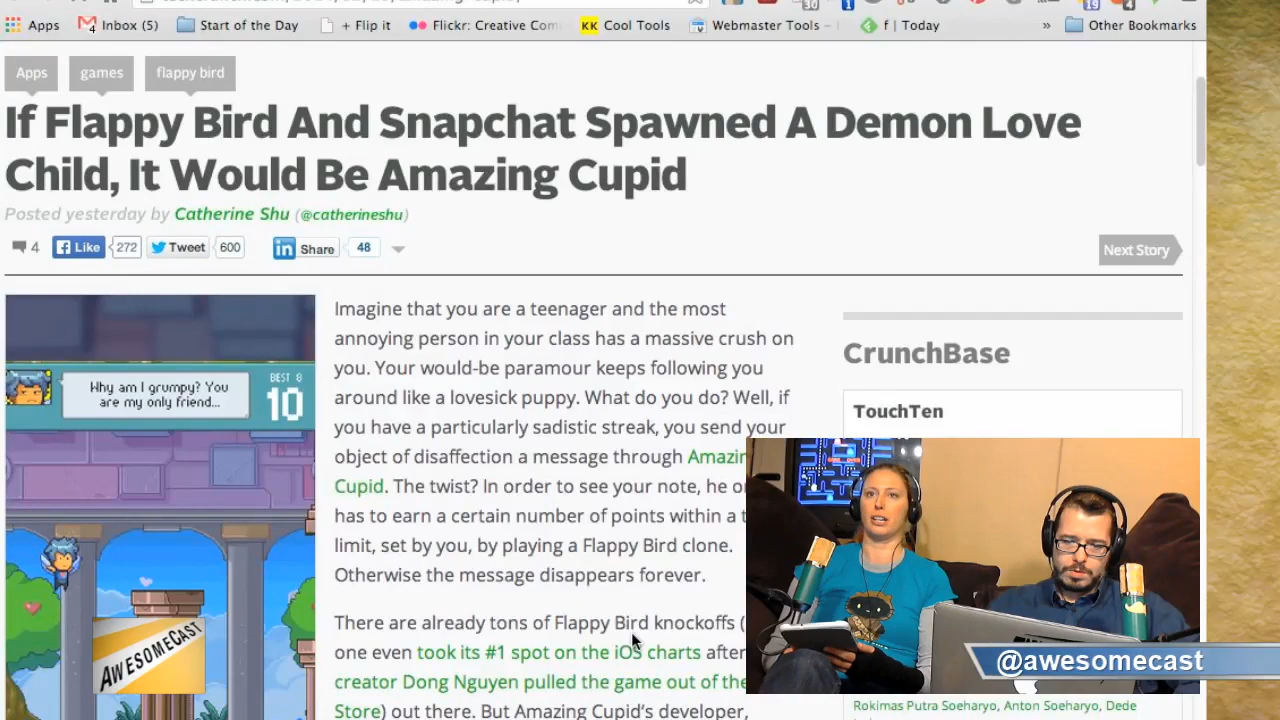 Apps
Inbox (5)
Start of the Day
+ Flip it
Flickr: Creative Com
KK Cool Tools
Webmaster Tools -
f | Today
»
Other Bookmarks
Apps
games
flappy bird
If Flappy Bird And Snapchat Spawned A Demon Love
Child, It Would Be Amazing Cupid
Posted yesterday by Catherine Shu (@catherineshu)
4
Like
272
Tweet
600
in Share
48
Next Story
Why am I grumpy? You
are my only friend...
BEST 8
10
Imagine that you are a teenager and the most
annoying person in your class has a massive crush on
you. Your would-be paramour keeps following you
around like a lovesick puppy. What do you do? Well, if
you have a particularly sadistic streak, you send your
object of disaffection a message through Amazin
Cupid. The twist? In order to see your note, he o
has to earn a certain number of points within a t
limit, set by you, by playing a Flappy Bird clone.
Otherwise the message disappears forever.
There are already tons of Flappy Bird knockoffs (
one even took its #1 spot on the iOS charts after
creator Dong Nguyen pulled the game out of the
Store) out there. But Amazing Cupid's developer,
CrunchBase
TouchTen
AWESOMECAST
@awesomecast
Rokimas Putra Soeharyo, Anton Soeharyo, Dede